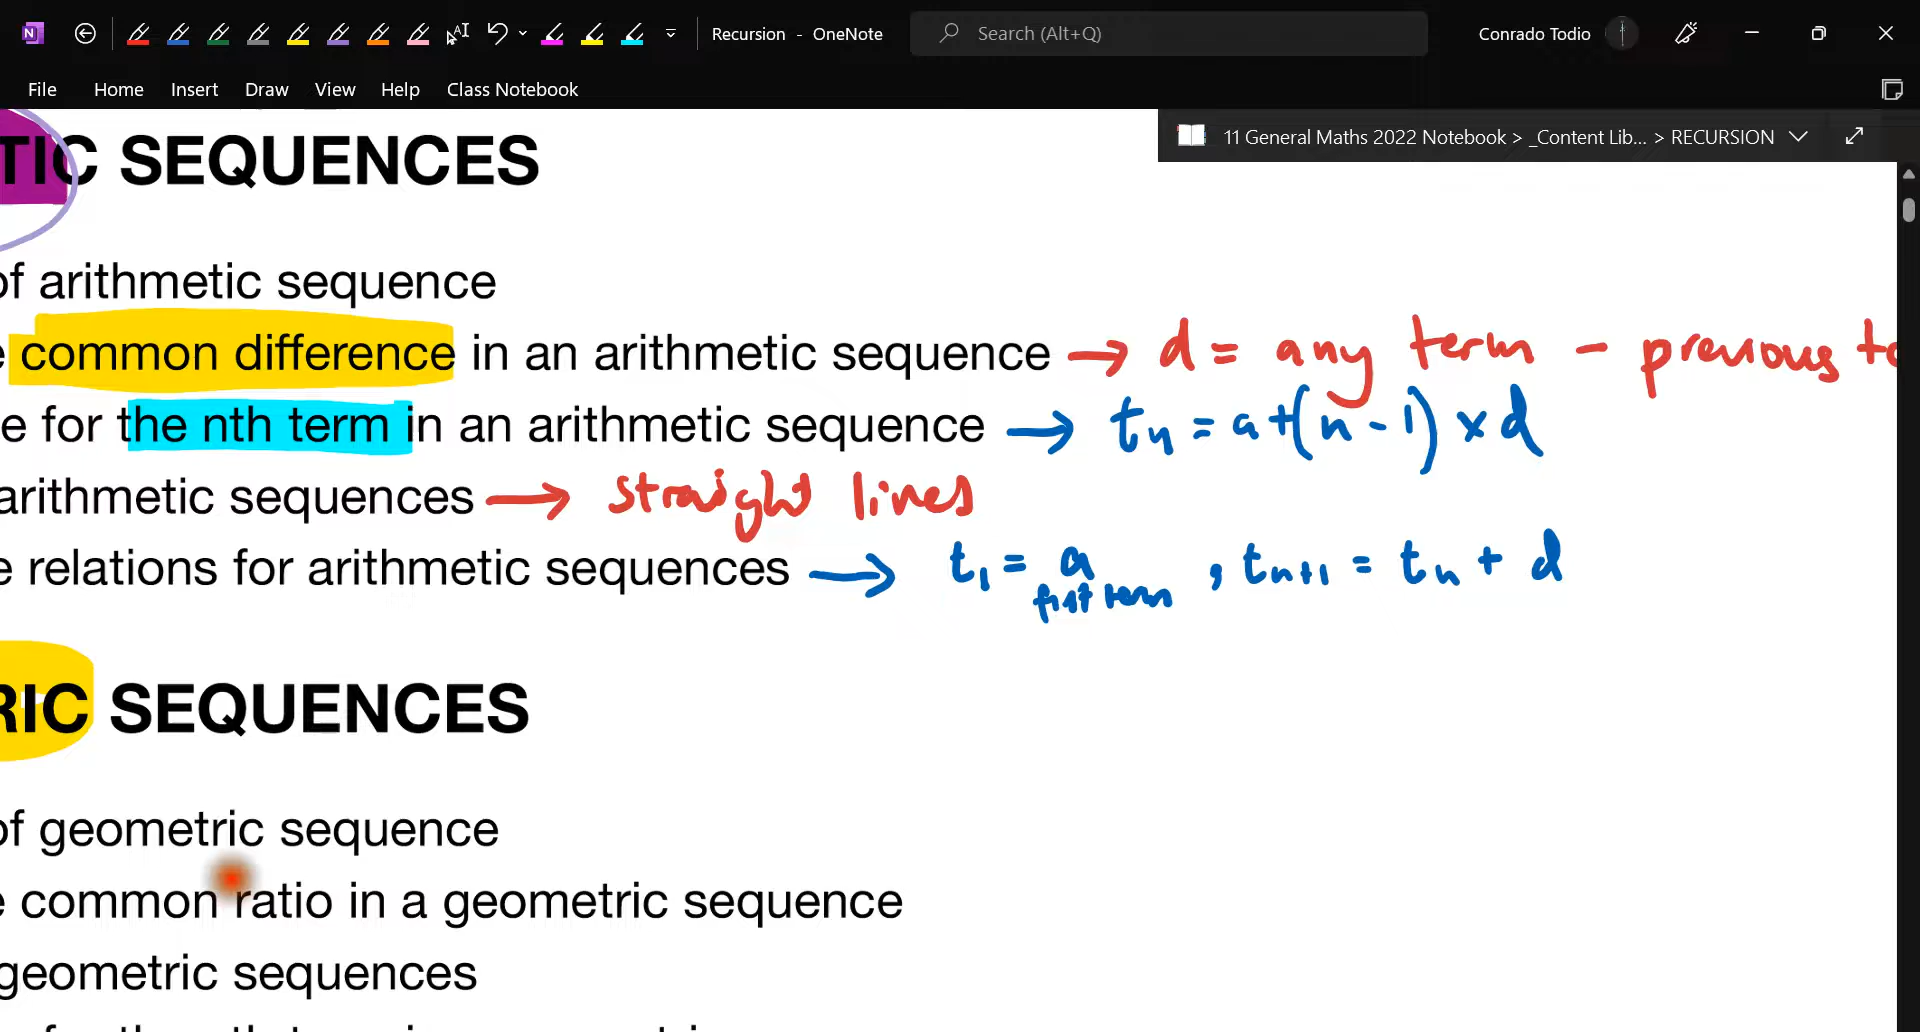 Recursion - OneNote
Search (Alt+Q)
Conrado Todio
File Home Insert Draw View Help Class Notebook
11 General Maths 2022 Notebook > _Content Lib... > RECURSION
TIC SEQUENCES
of arithmetic sequence
e common difference in an arithmetic sequence → d = any term - previous te
e for the nth term in an arithmetic sequence → tn = a+(n-1) x d
arithmetic sequences → straight lines
e relations for arithmetic sequences → t1 = a , tn+1 = tn + d
first term
RIC SEQUENCES
of geometric sequence
e common ratio in a geometric sequence
geometric sequences